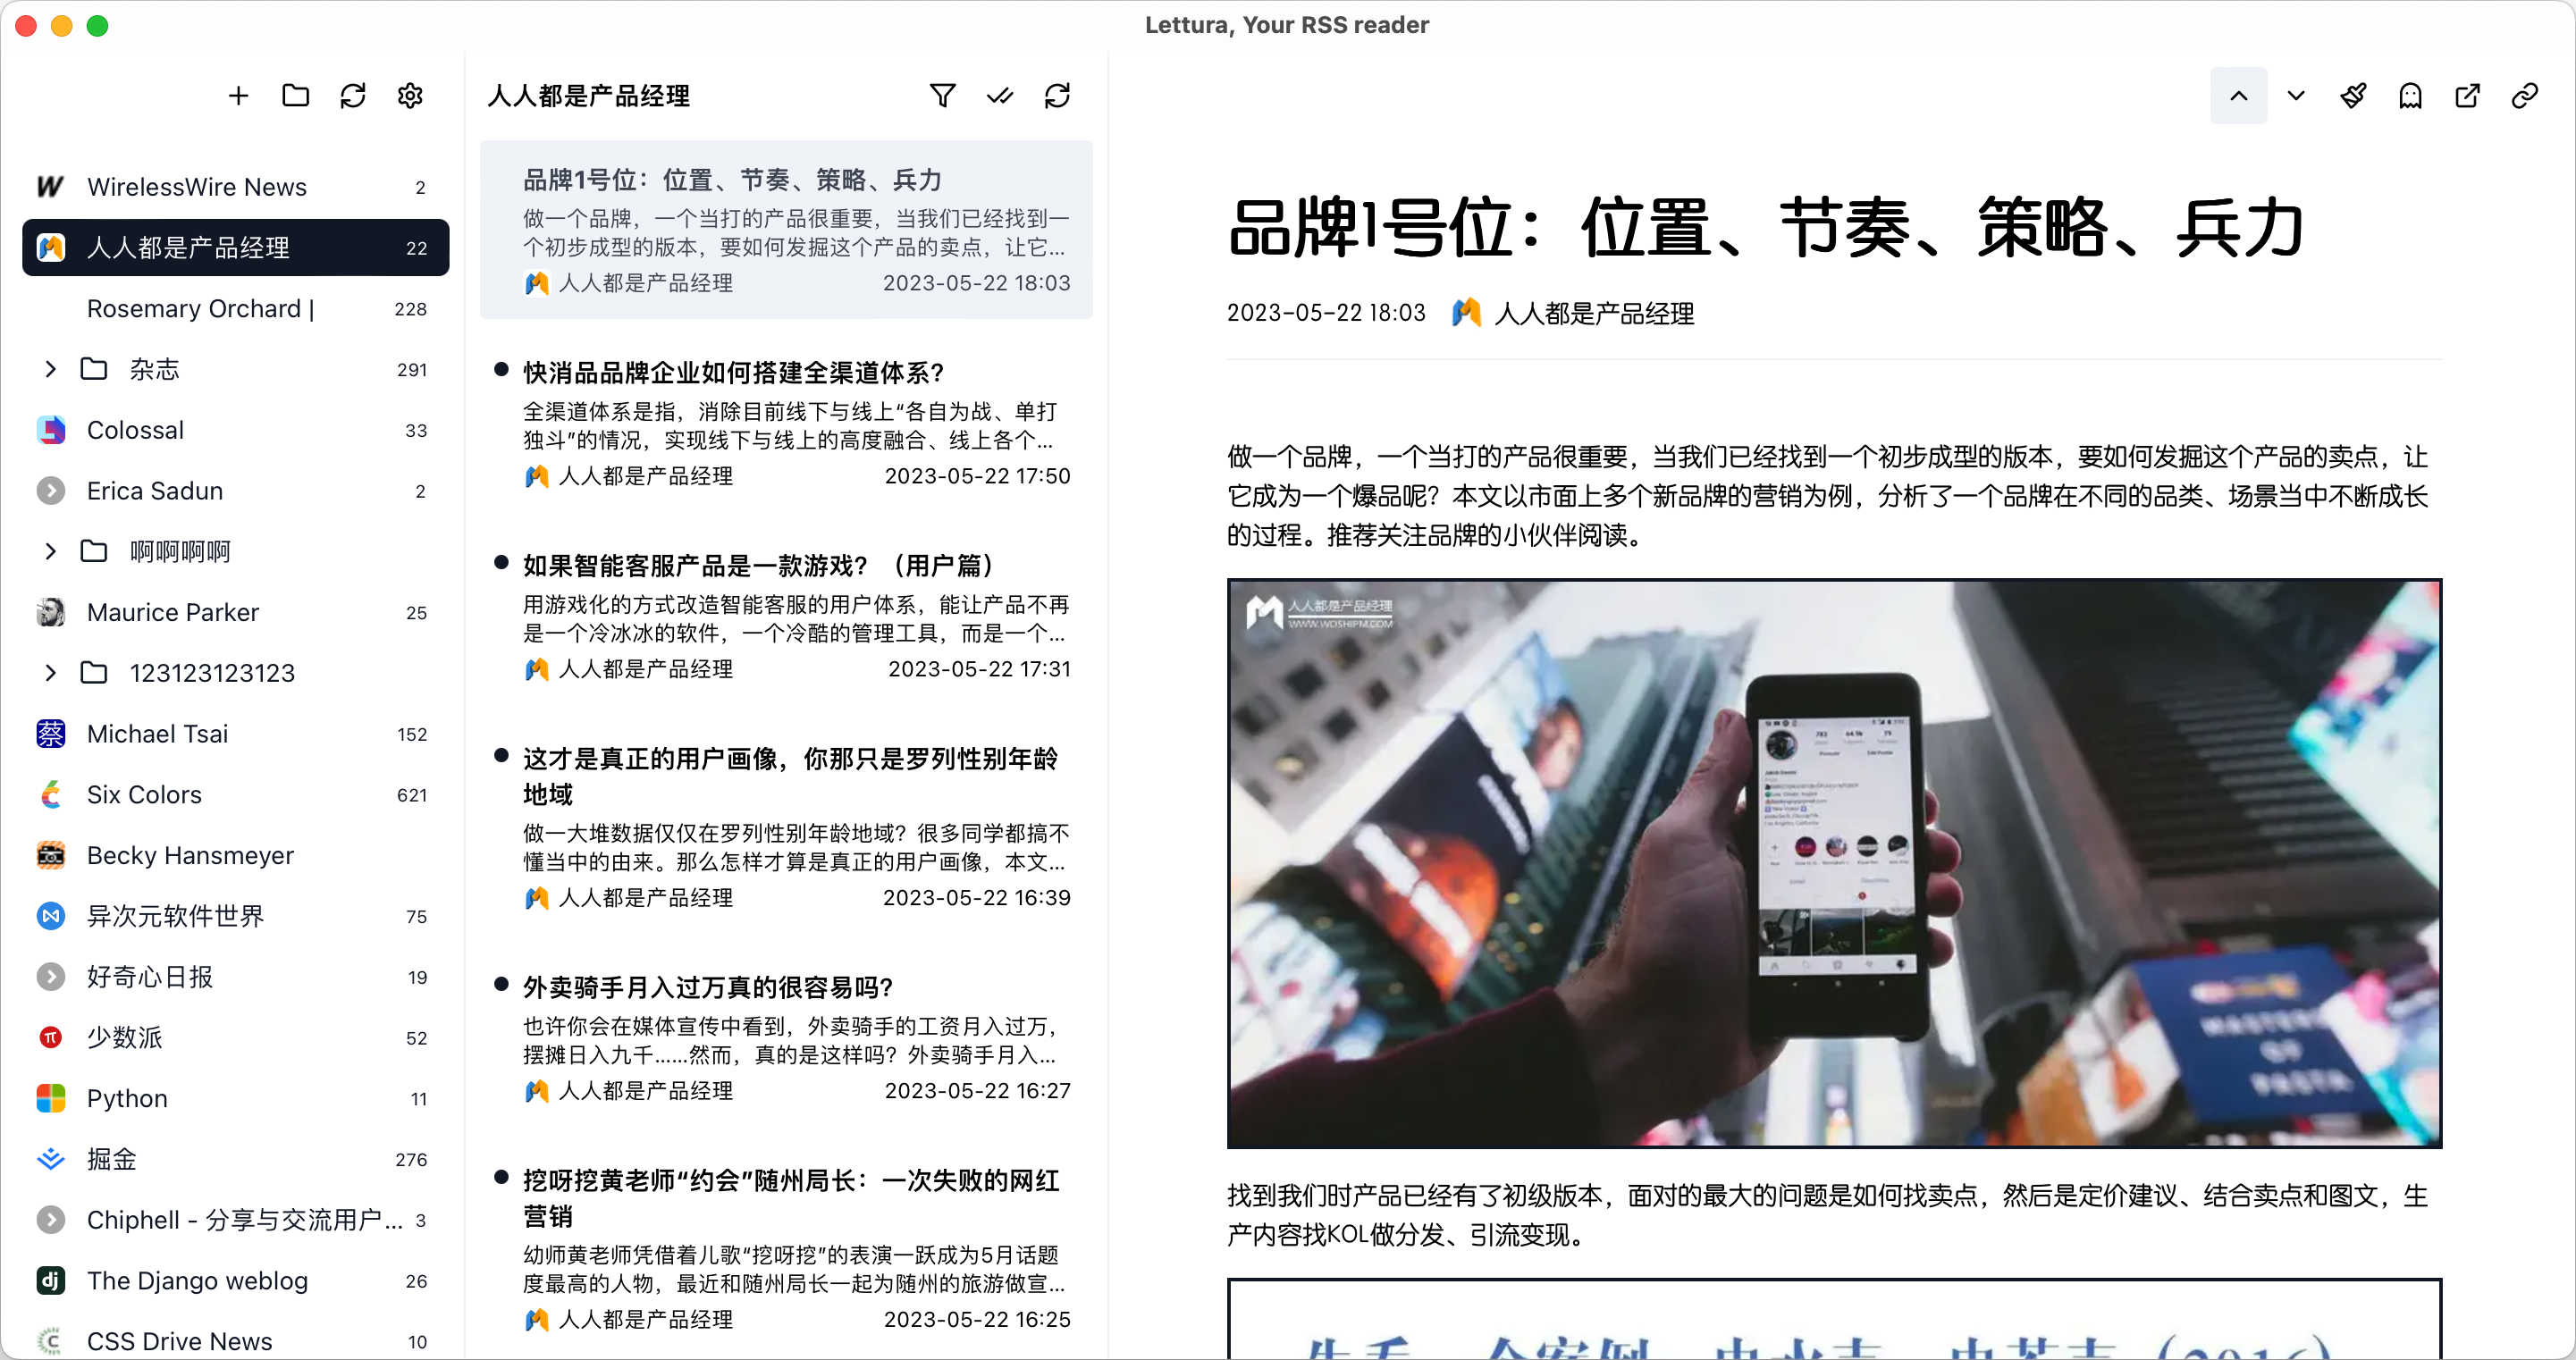 Lettura, Your RSS reader
WirelessWire News 2
人人都是产品经理 22
Rosemary Orchard | 228
杂志 291
Colossal 33
Erica Sadun 2
啊啊啊啊
Maurice Parker 25
123123123123
蔡 Michael Tsai 152
Six Colors 621
Becky Hansmeyer
异次元软件世界 75
好奇心日报 19
少数派 52
Python 11
掘金 276
Chiphell - 分享与交流用户... 3
dj The Django weblog 26
CSS Drive News 10
人人都是产品经理
品牌1号位：位置、节奏、策略、兵力
做一个品牌，一个当打的产品很重要，当我们已经找到一
个初步成型的版本，要如何发掘这个产品的卖点，让它...
人人都是产品经理 2023-05-22 18:03
快消品品牌企业如何搭建全渠道体系？
全渠道体系是指，消除目前线下与线上“各自为战、单打
独斗”的情况，实现线下与线上的高度融合、线上各个...
人人都是产品经理 2023-05-22 17:50
如果智能客服产品是一款游戏？（用户篇）
用游戏化的方式改造智能客服的用户体系，能让产品不再
是一个冷冰冰的软件，一个冷酷的管理工具，而是一个...
人人都是产品经理 2023-05-22 17:31
这才是真正的用户画像，你那只是罗列性别年龄
地域
做一大堆数据仅仅在罗列性别年龄地域？很多同学都搞不
懂当中的由来。那么怎样才算是真正的用户画像，本文...
人人都是产品经理 2023-05-22 16:39
外卖骑手月入过万真的很容易吗？
也许你会在媒体宣传中看到，外卖骑手的工资月入过万，
摆摊日入九千……然而，真的是这样吗？外卖骑手月入...
人人都是产品经理 2023-05-22 16:27
挖呀挖黄老师“约会”随州局长：一次失败的网红
营销
幼师黄老师凭借着儿歌“挖呀挖”的表演一跃成为5月话题
度最高的人物，最近和随州局长一起为随州的旅游做宣...
人人都是产品经理 2023-05-22 16:25
品牌1号位：位置、节奏、策略、兵力
2023-05-22 18:03 人人都是产品经理
做一个品牌，一个当打的产品很重要，当我们已经找到一个初步成型的版本，要如何发掘这个产品的卖点，让
它成为一个爆品呢？本文以市面上多个新品牌的营销为例，分析了一个品牌在不同的品类、场景当中不断成长
的过程。推荐关注品牌的小伙伴阅读。
人人都是产品经理
WWW.WOSHIPM.COM
MASTERS
OF
PASTA
找到我们时产品已经有了初级版本，面对的最大的问题是如何找卖点，然后是定价建议、结合卖点和图文，生
产内容找KOL做分发、引流变现。